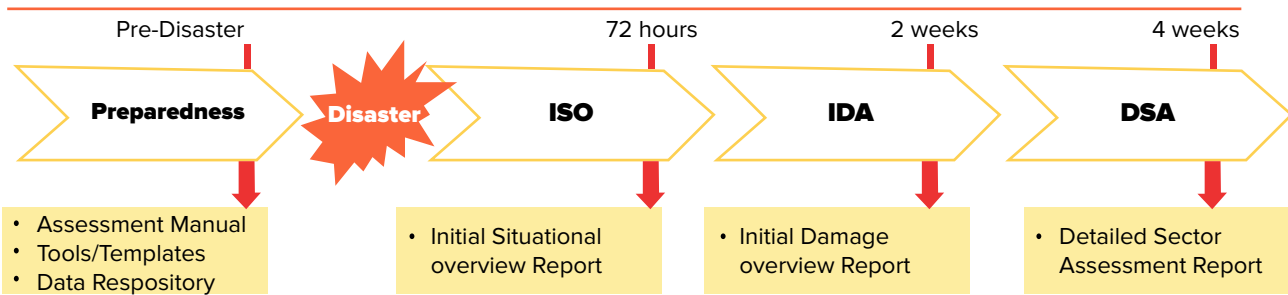 Pre-Disaster
72 hours
2 weeks
4 weeks
Preparedness
Disaster
ISO
IDA
DSA
• Assessment Manual
• Tools/Templates
• Data Respository
• Initial Situational
overview Report
• Initial Damage
overview Report
• Detailed Sector
Assessment Report